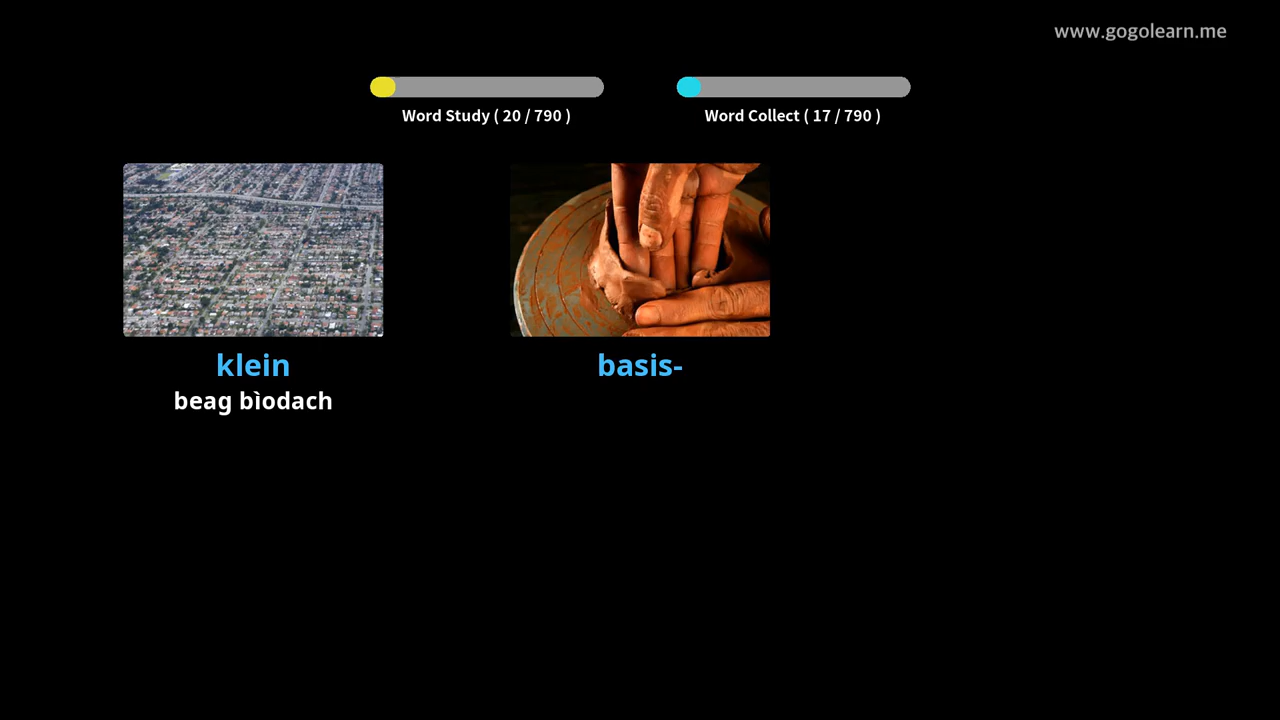 www.gogolearn.me
Word Study ( 20 / 790 )
Word Collect ( 17 / 790 )
klein
basis-
beag bìodach